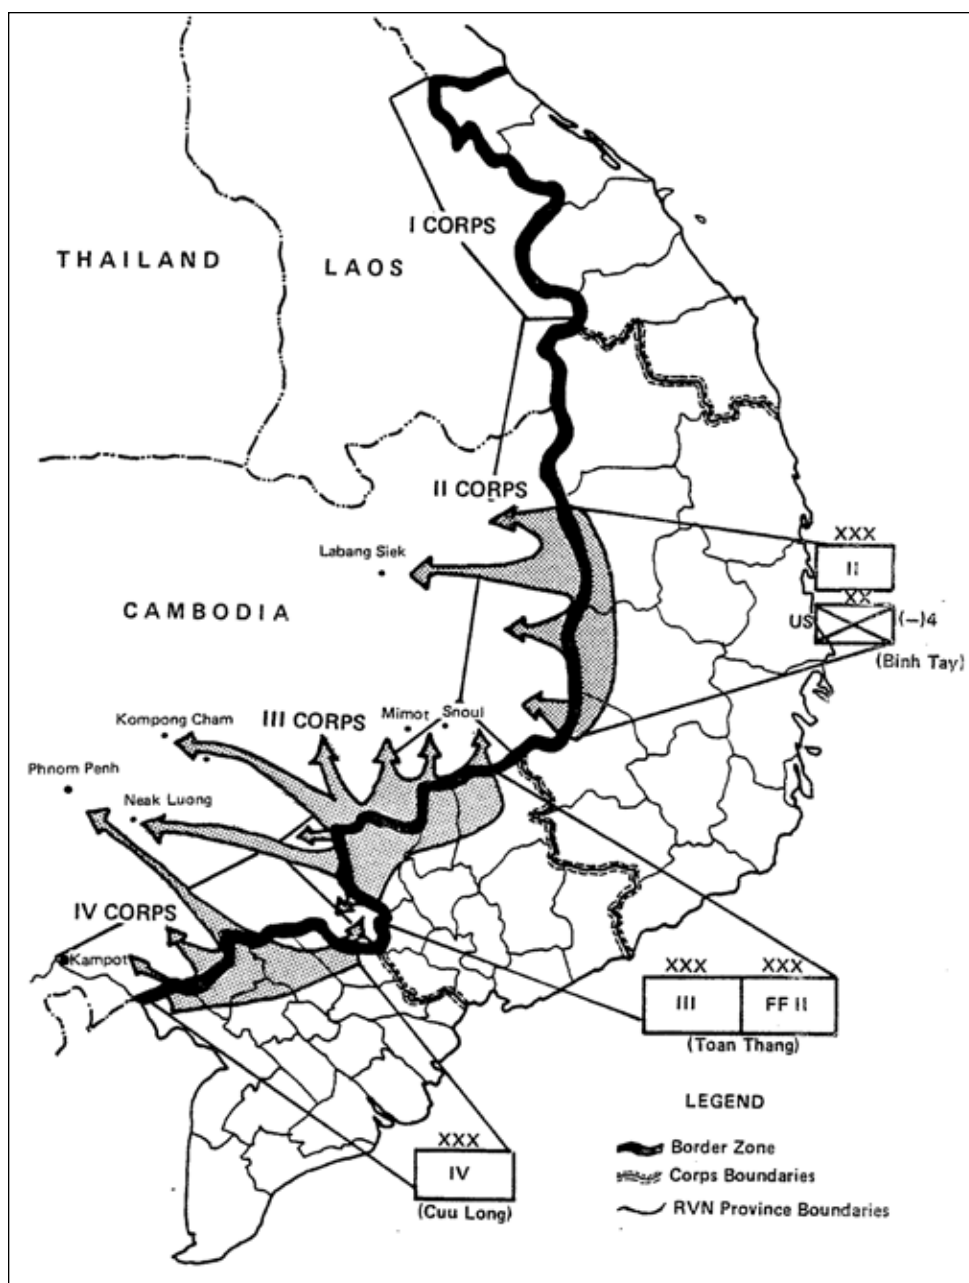 I CORPS
THAILAND
LAOS
II CORPS
XXX
Labang Siek
II
XX
CAMBODIA
US
(—)4
(Binh Tay)
III CORPS
Mimot
Snoul
Kompong Cham
Phnom Penh
Neak Luong
IV CORPS
Kampot
XXX
XXX
III
FF II
(Toan Thang)
LEGEND
XXX
Border Zone
IV
Corps Boundaries
(Cuu Long)
RVN Province Boundaries